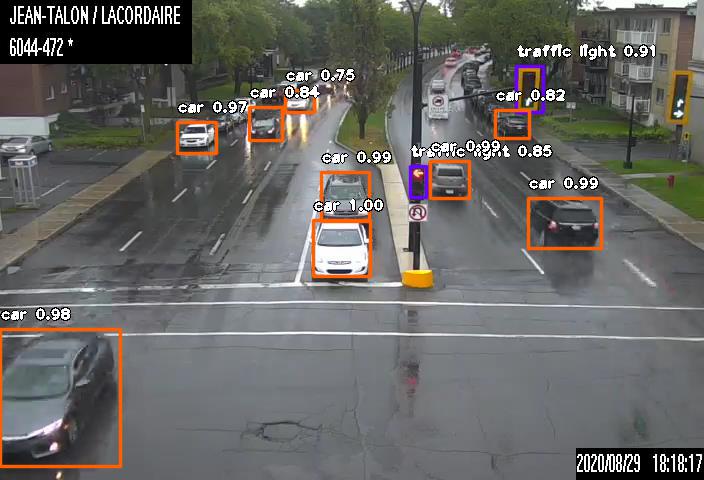 JEAN-TALON / LACORDAIRE
6044-472 *
traffic light 0.91
car 0.75
car 0.84
car 0.82
car 0.97
car 0.99
traffic light 0.85
car 0.99
car 0.99
car 1.00
car 0.98
2020/08/29 18:18:17